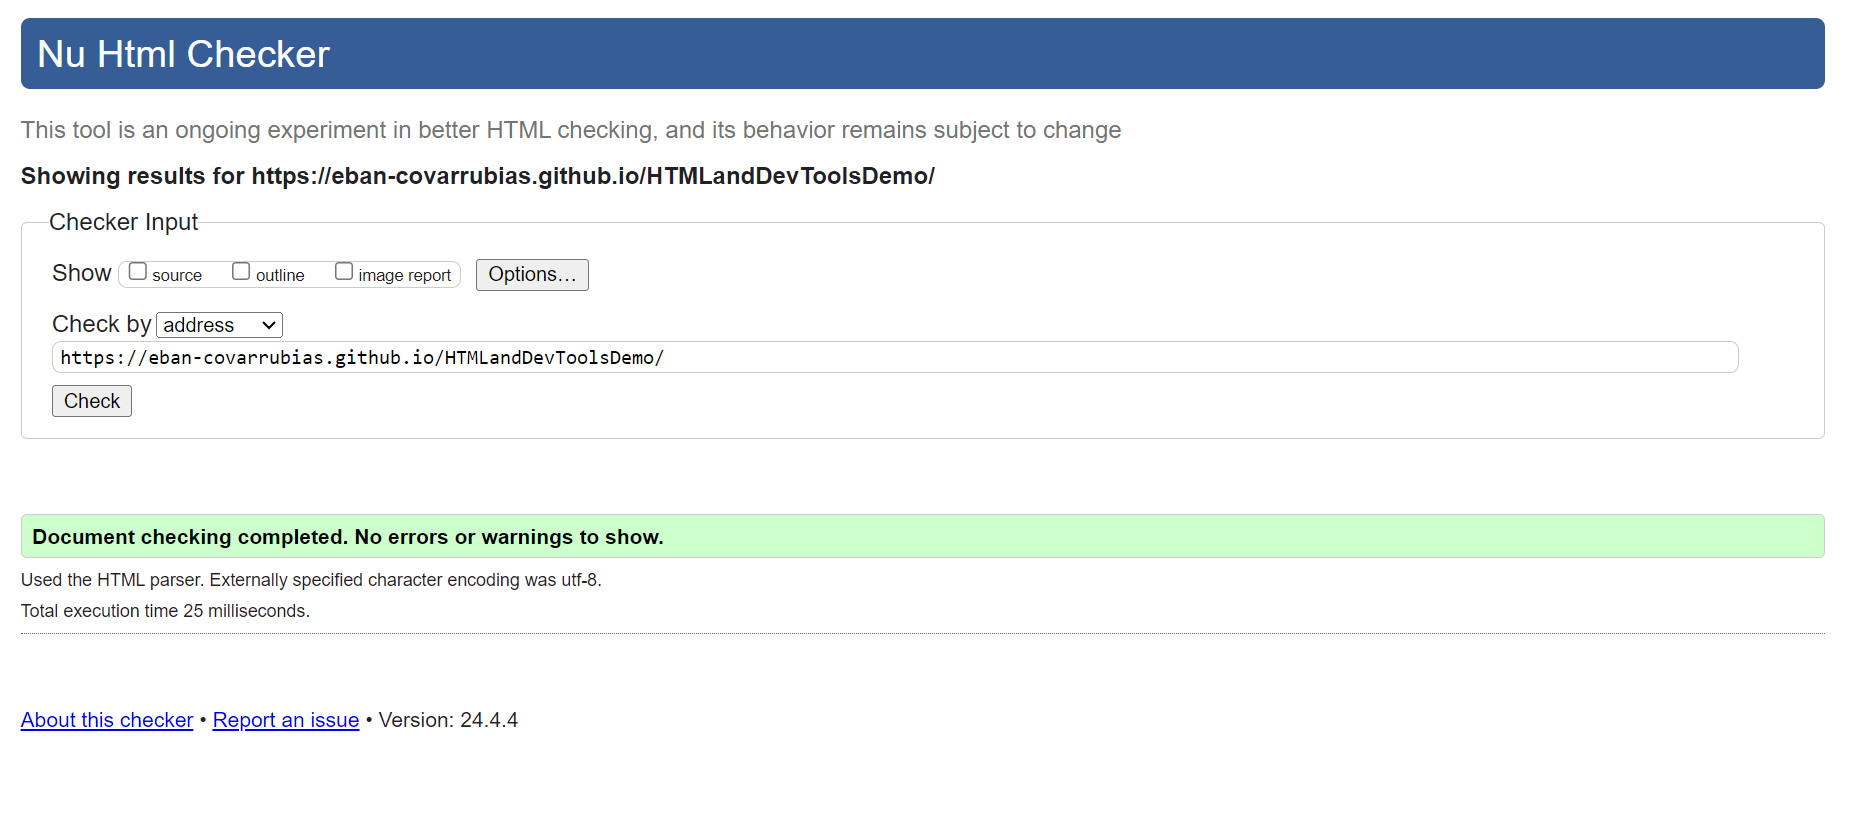 Nu Html Checker
This tool is an ongoing experiment in better HTML checking, and its behavior remains subject to change
Showing results for https://eban-covarrubias.github.io/HTMLandDevToolsDemo/
Checker Input
Show source outline image report Options...
Check by address
https://eban-covarrubias.github.io/HTMLandDevToolsDemo/
Check
Document checking completed. No errors or warnings to show.
Used the HTML parser. Externally specified character encoding was utf-8.
Total execution time 25 milliseconds.
About this checker • Report an issue • Version: 24.4.4